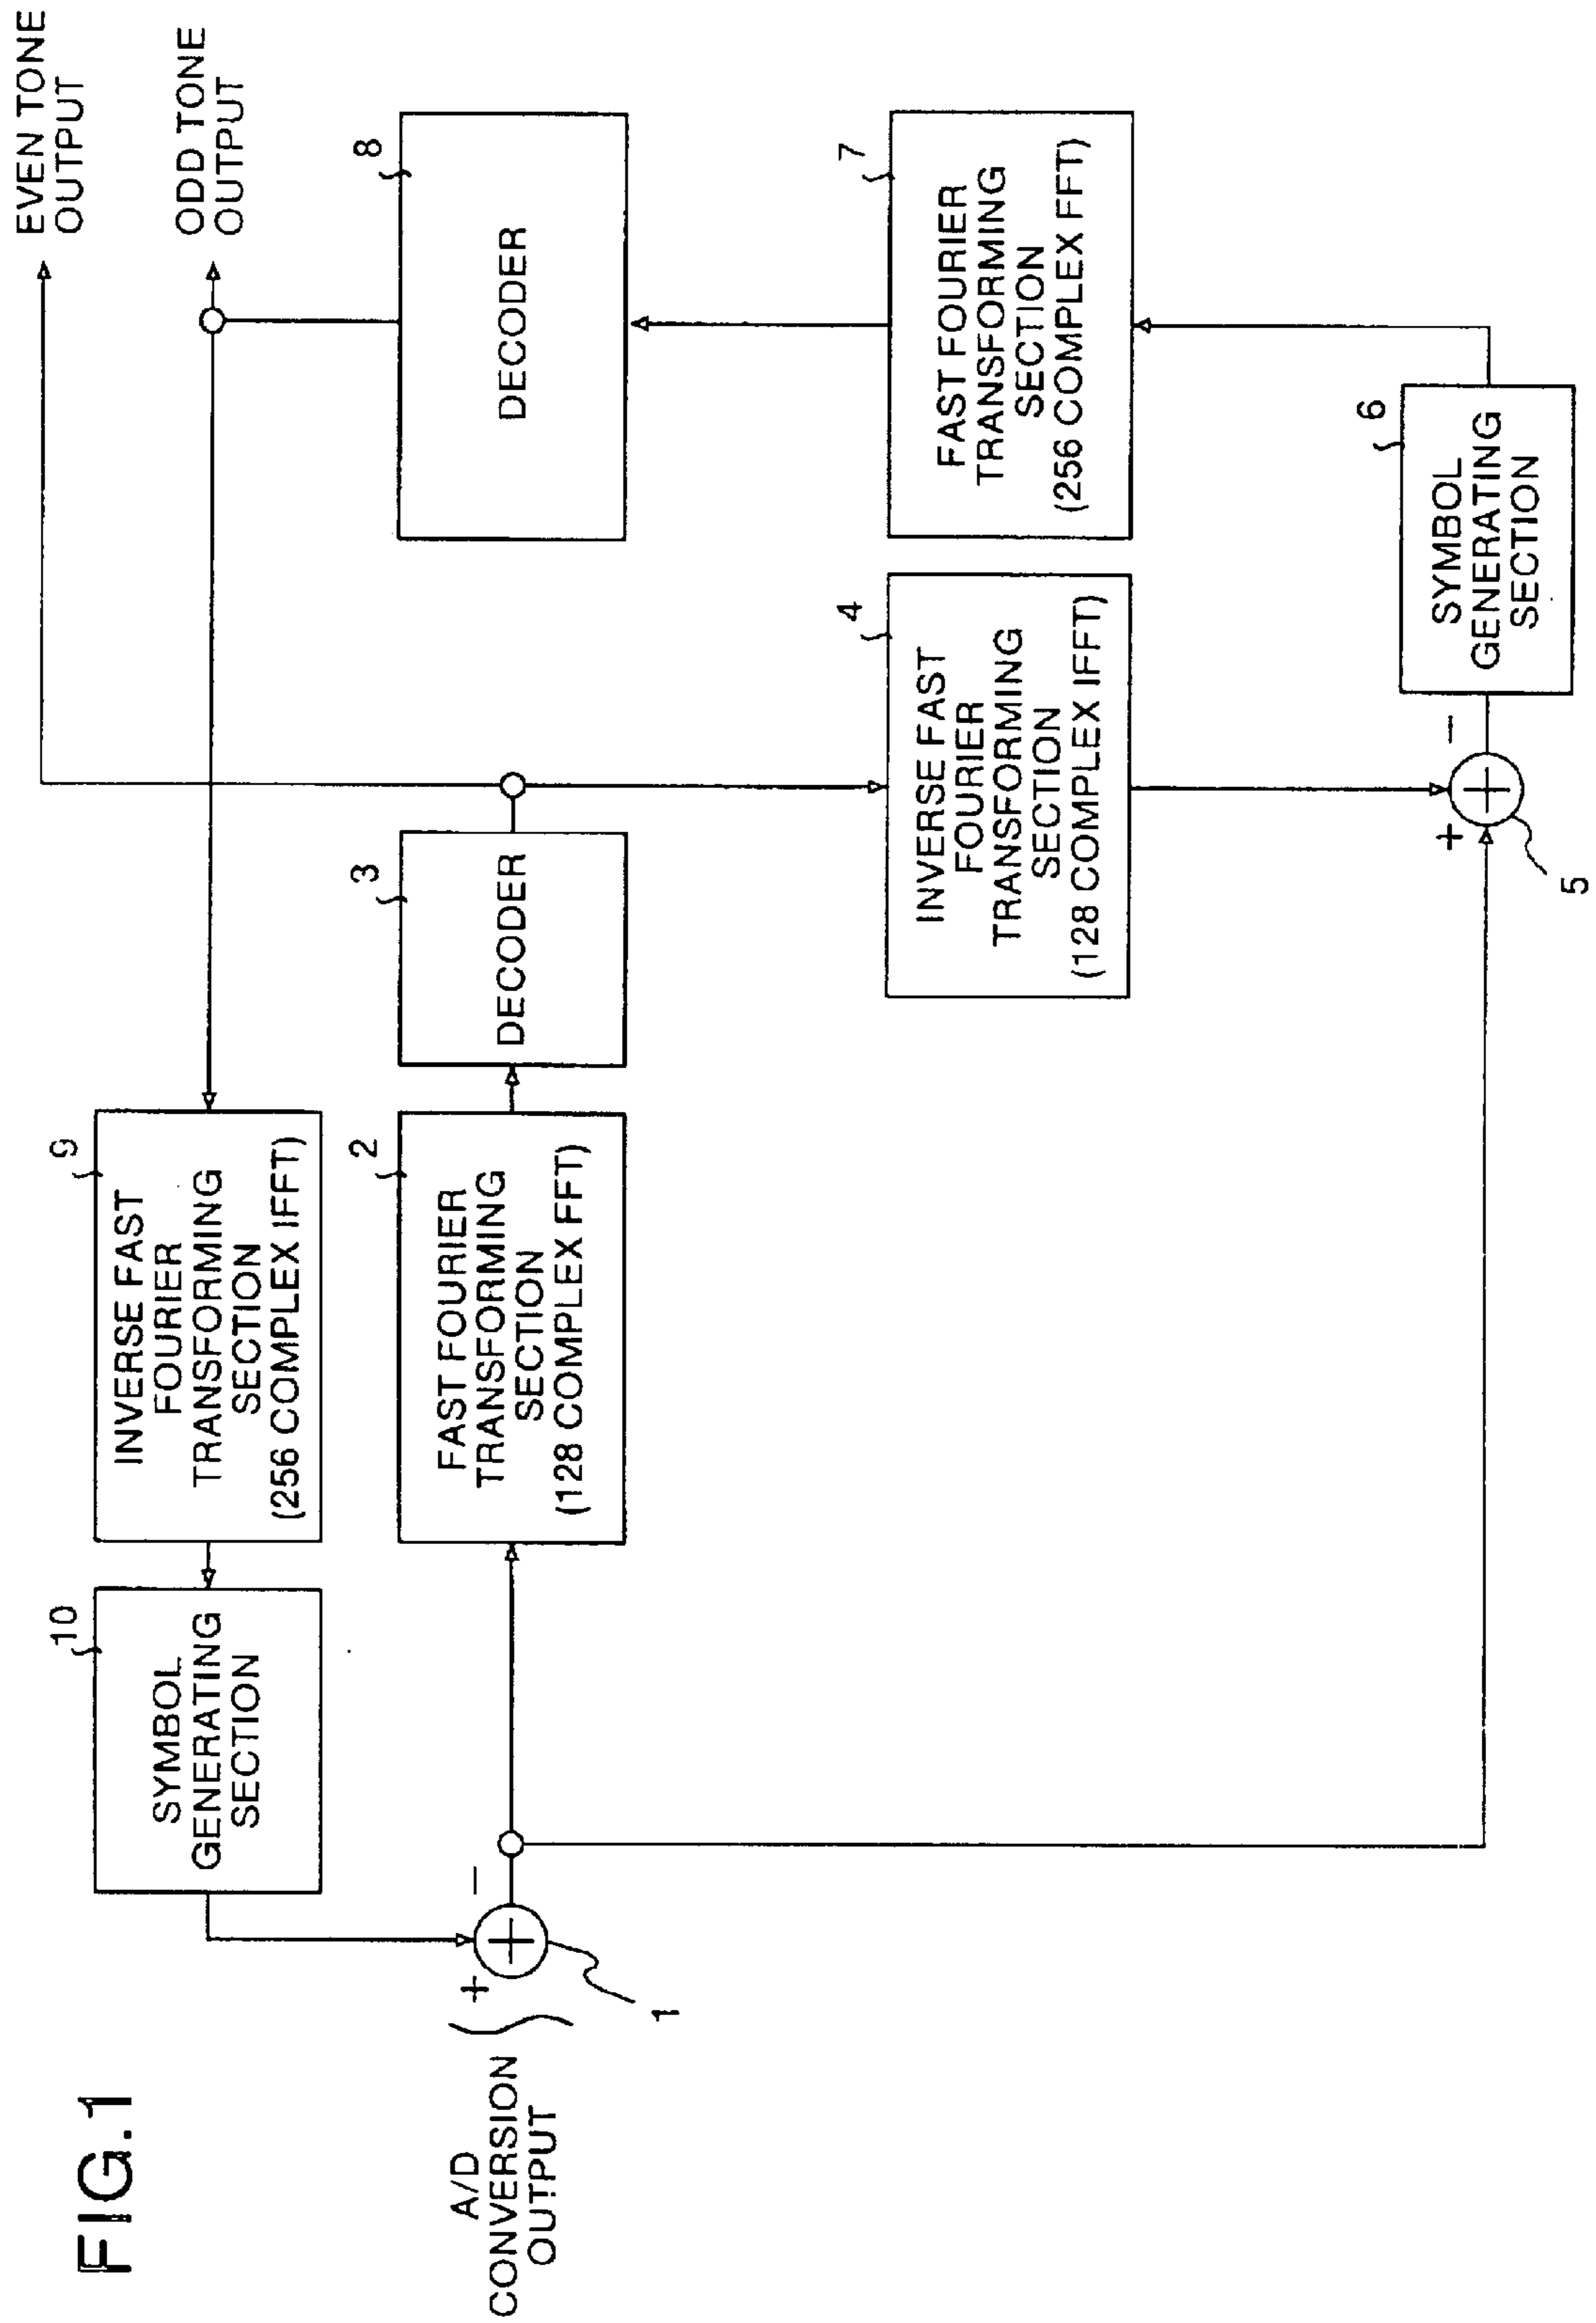 FIG.1
EVEN TONE
OUTPUT
ODD TONE
OUTPUT
10
SYMBOL
GENERATING
SECTION
9
INVERSE FAST
FOURIER
TRANSFORMING
SECTION
(256 COMPLEX IFFT)
A/D
CONVERSION
OUTPUT
+
−
+
1
2
FAST FOURIER
TRANSFORMING
SECTION
(128 COMPLEX FFT)
3
DECODER
8
DECODER
4
INVERSE FAST
FOURIER
TRANSFORMING
SECTION
(128 COMPLEX IFFT)
7
FAST FOURIER
TRANSFORMING
SECTION
(256 COMPLEX FFT)
+
−
+
5
6
SYMBOL
GENERATING
SECTION